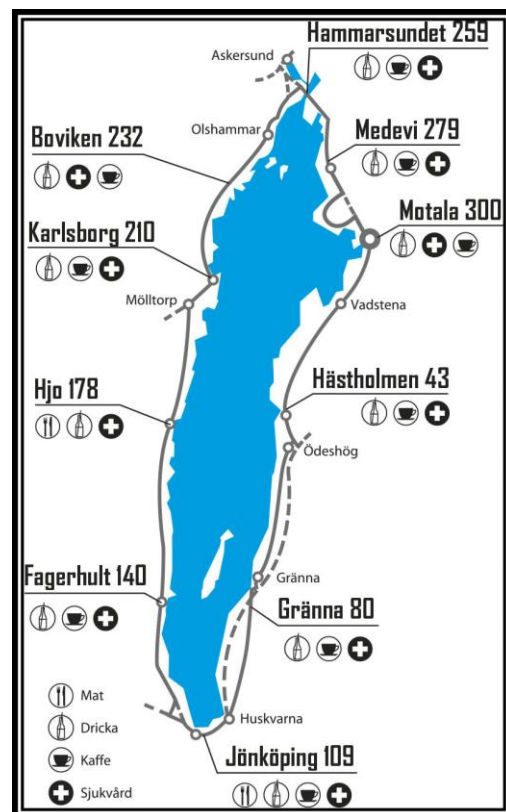 Hammarsundet 259
Askersund
Olshammar
Boviken 232
Medevi 279
Motala 300
Karlsborg 210
Mölltorp
Vadstena
Hjo 178
Hästholmen 43
Ödeshög
Fagerhult 140
Gränna
Gränna 80
Mat
Dricka
Kaffe
Sjukvård
Huskvarna
Jönköping 109